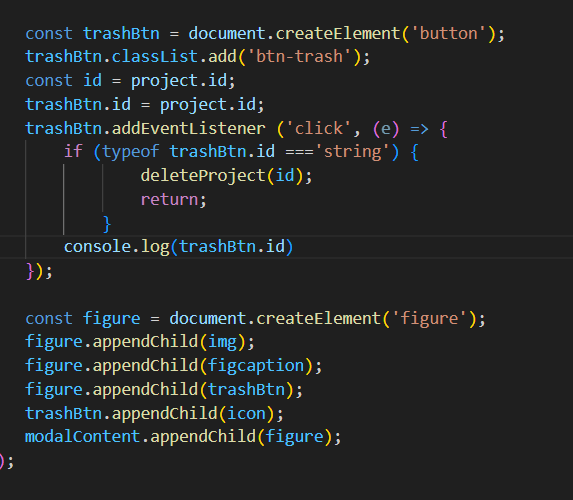 const trashBtn = document.createElement('button');
trashBtn.classList.add('btn-trash');
const id = project.id;
trashBtn.id = project.id;
trashBtn.addEventListener ('click', (e) => {
    if (typeof trashBtn.id ==='string') {
            deleteProject(id);
            return;
        }
    console.log(trashBtn.id)
});

const figure = document.createElement('figure');
figure.appendChild(img);
figure.appendChild(figcaption);
figure.appendChild(trashBtn);
trashBtn.appendChild(icon);
modalContent.appendChild(figure);
);